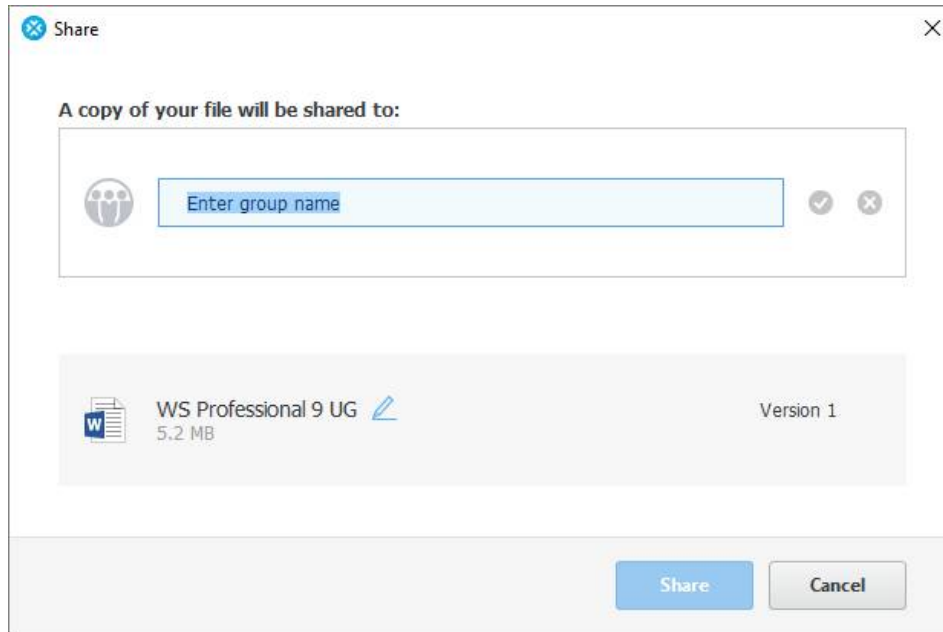 Share
A copy of your file will be shared to:
Enter group name
WS Professional 9 UG
5.2 MB
Version 1
Share
Cancel